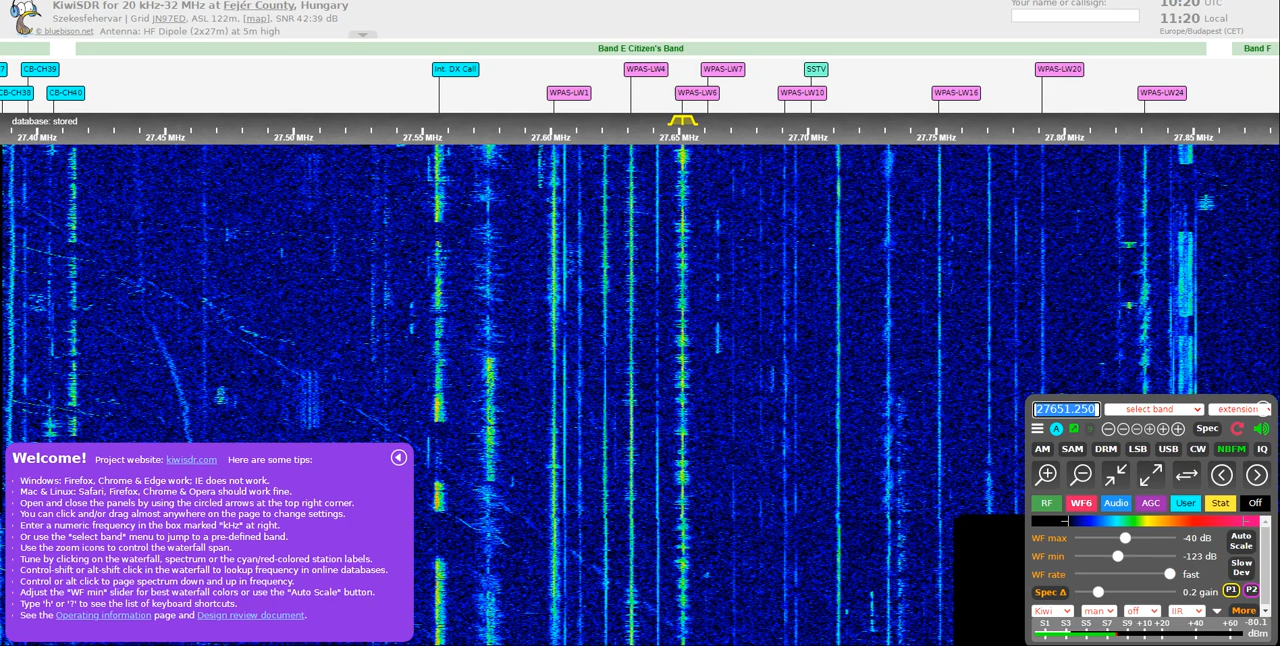 KiwiSDR for 20 kHz-32 MHz at Fejér County, Hungary
Szekesfehervar | Grid JN97ED, ASL 122m, [map], SNR 42:39 dB
© bluebison.net Antenna: HF Dipole (2x27m) at 5m high
Your name or callsign:
10:20 UTC
11:20 Local
Europe/Budapest (CET)
Band E Citizen's Band
Band F
7 CB-CH39 Int. DX Call WPAS-LW4 WPAS-LW7 SSTV WPAS-LW20
CB-CH38 CB-CH40 WPAS-LW1 WPAS-LW6 WPAS-LW10 WPAS-LW16 WPAS-LW24
database: stored
27.40 MHz 27.45 MHz 27.50 MHz 27.55 MHz 27.60 MHz 27.65 MHz 27.70 MHz 27.75 MHz 27.80 MHz 27.85 MHz
Welcome! Project website: kiwisdr.com Here are some tips:
Windows: Firefox, Chrome & Edge work; IE does not work.
Mac & Linux: Safari, Firefox, Chrome & Opera should work fine.
Open and close the panels by using the circled arrows at the top right corner.
You can click and/or drag almost anywhere on the page to change settings.
Enter a numeric frequency in the box marked "kHz" at right.
Or use the "select band" menu to jump to a pre-defined band.
Use the zoom icons to control the waterfall span.
Tune by clicking on the waterfall, spectrum or the cyan/red-colored station labels.
Control-shift or alt-shift click in the waterfall to lookup frequency in online databases.
Control or alt click to page spectrum down and up in frequency.
Adjust the "WF min" slider for best waterfall colors or use the "Auto Scale" button.
Type 'h' or '?' to see the list of keyboard shortcuts.
See the Operating information page and Design review document.
27651.250 select band extension
A Spec
AM SAM DRM LSB USB CW NBFM IQ
RF WF6 Audio AGC User Stat Off
WF max -40 dB Auto Scale
WF min -123 dB
WF rate fast Slow Dev
Spec Δ 0.2 gain P1 P2
Kiwi man off IIR More
S1 S3 S5 S7 S9 +10 +20 +40 +60 -80.1
dBm